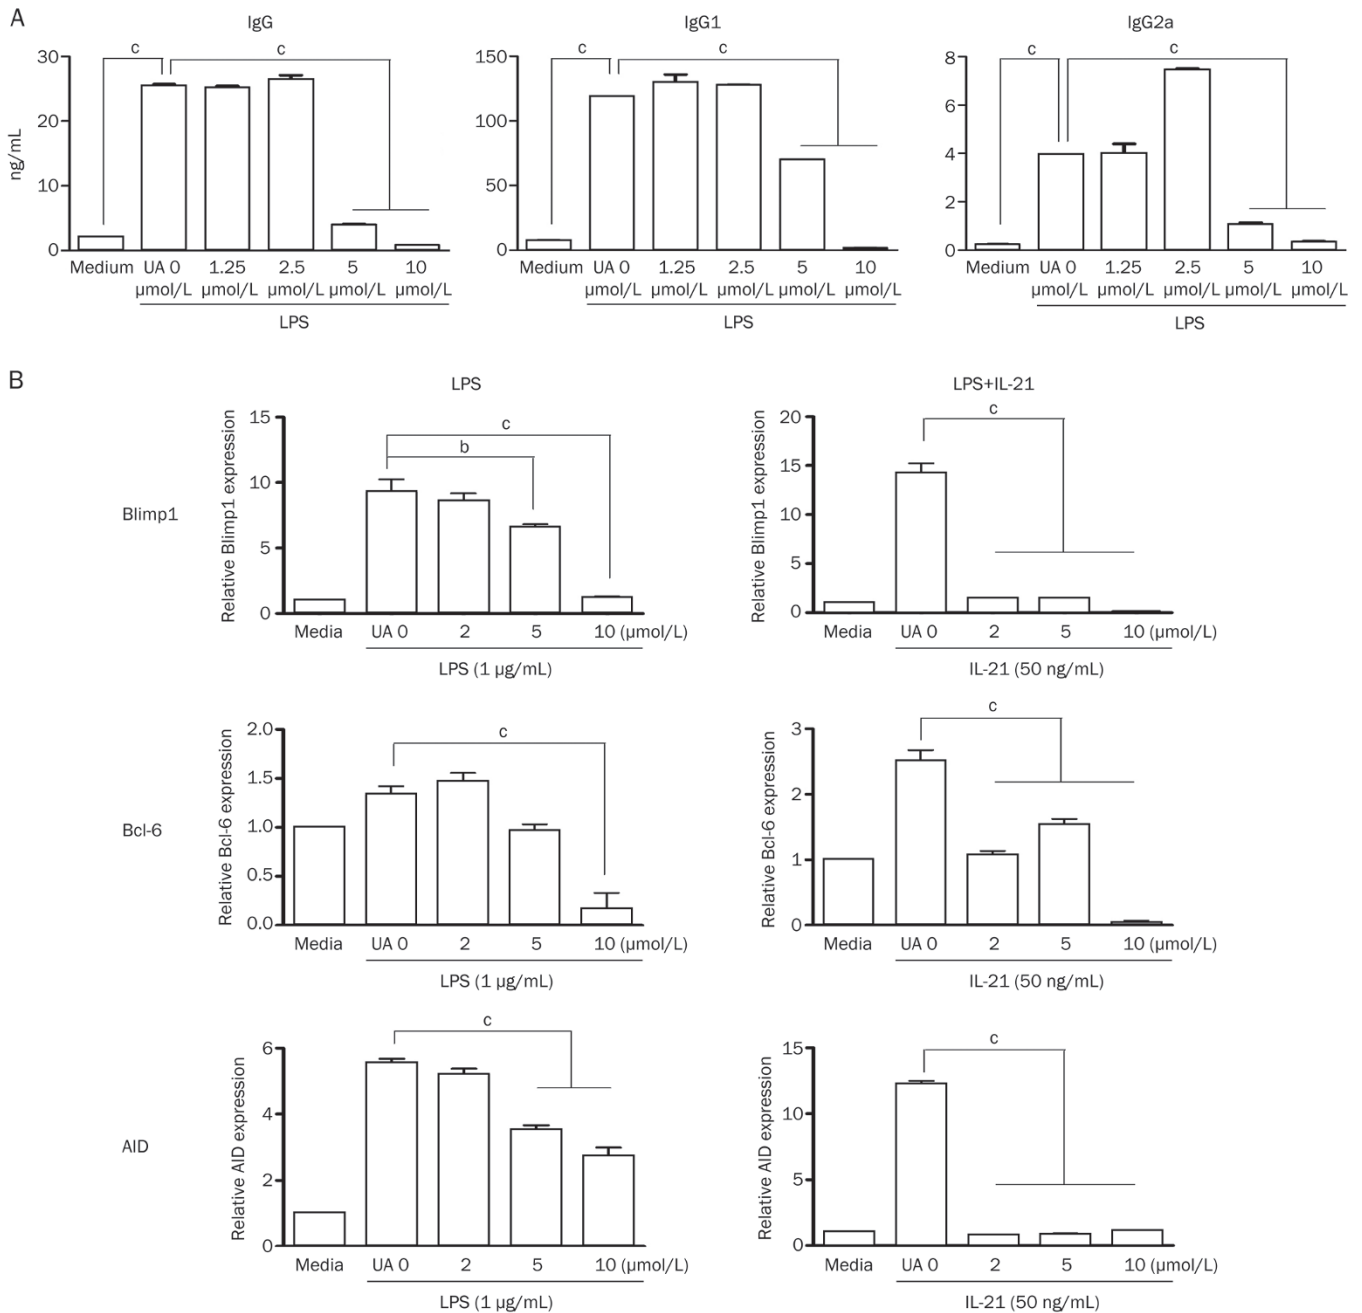 A
IgG
IgG1
IgG2a
c
c
c
c
c
c
30
20
10
0
ng/mL
150
100
50
0
8
6
4
2
0
Medium UA 0 1.25 2.5 5 10
µmol/L µmol/L µmol/L µmol/L µmol/L
LPS
Medium UA 0 1.25 2.5 5 10
µmol/L µmol/L µmol/L µmol/L µmol/L
LPS
Medium UA 0 1.25 2.5 5 10
µmol/L µmol/L µmol/L µmol/L µmol/L
LPS
B
LPS
LPS+IL-21
Blimp1
Relative Blimp1 expression
15
10
5
0
c
b
Media UA 0 2 5 10 (µmol/L)
LPS (1 µg/mL)
Relative Blimp1 expression
20
15
10
5
0
c
Media UA 0 2 5 10 (µmol/L)
IL-21 (50 ng/mL)
Bcl-6
Relative Bcl-6 expression
2.0
1.5
1.0
0.5
0.0
c
Media UA 0 2 5 10 (µmol/L)
LPS (1 µg/mL)
Relative Bcl-6 expression
3
2
1
0
c
Media UA 0 2 5 10 (µmol/L)
IL-21 (50 ng/mL)
AID
Relative AID expression
6
4
2
0
c
Media UA 0 2 5 10 (µmol/L)
LPS (1 µg/mL)
Relative AID expression
15
10
5
0
c
Media UA 0 2 5 10 (µmol/L)
IL-21 (50 ng/mL)